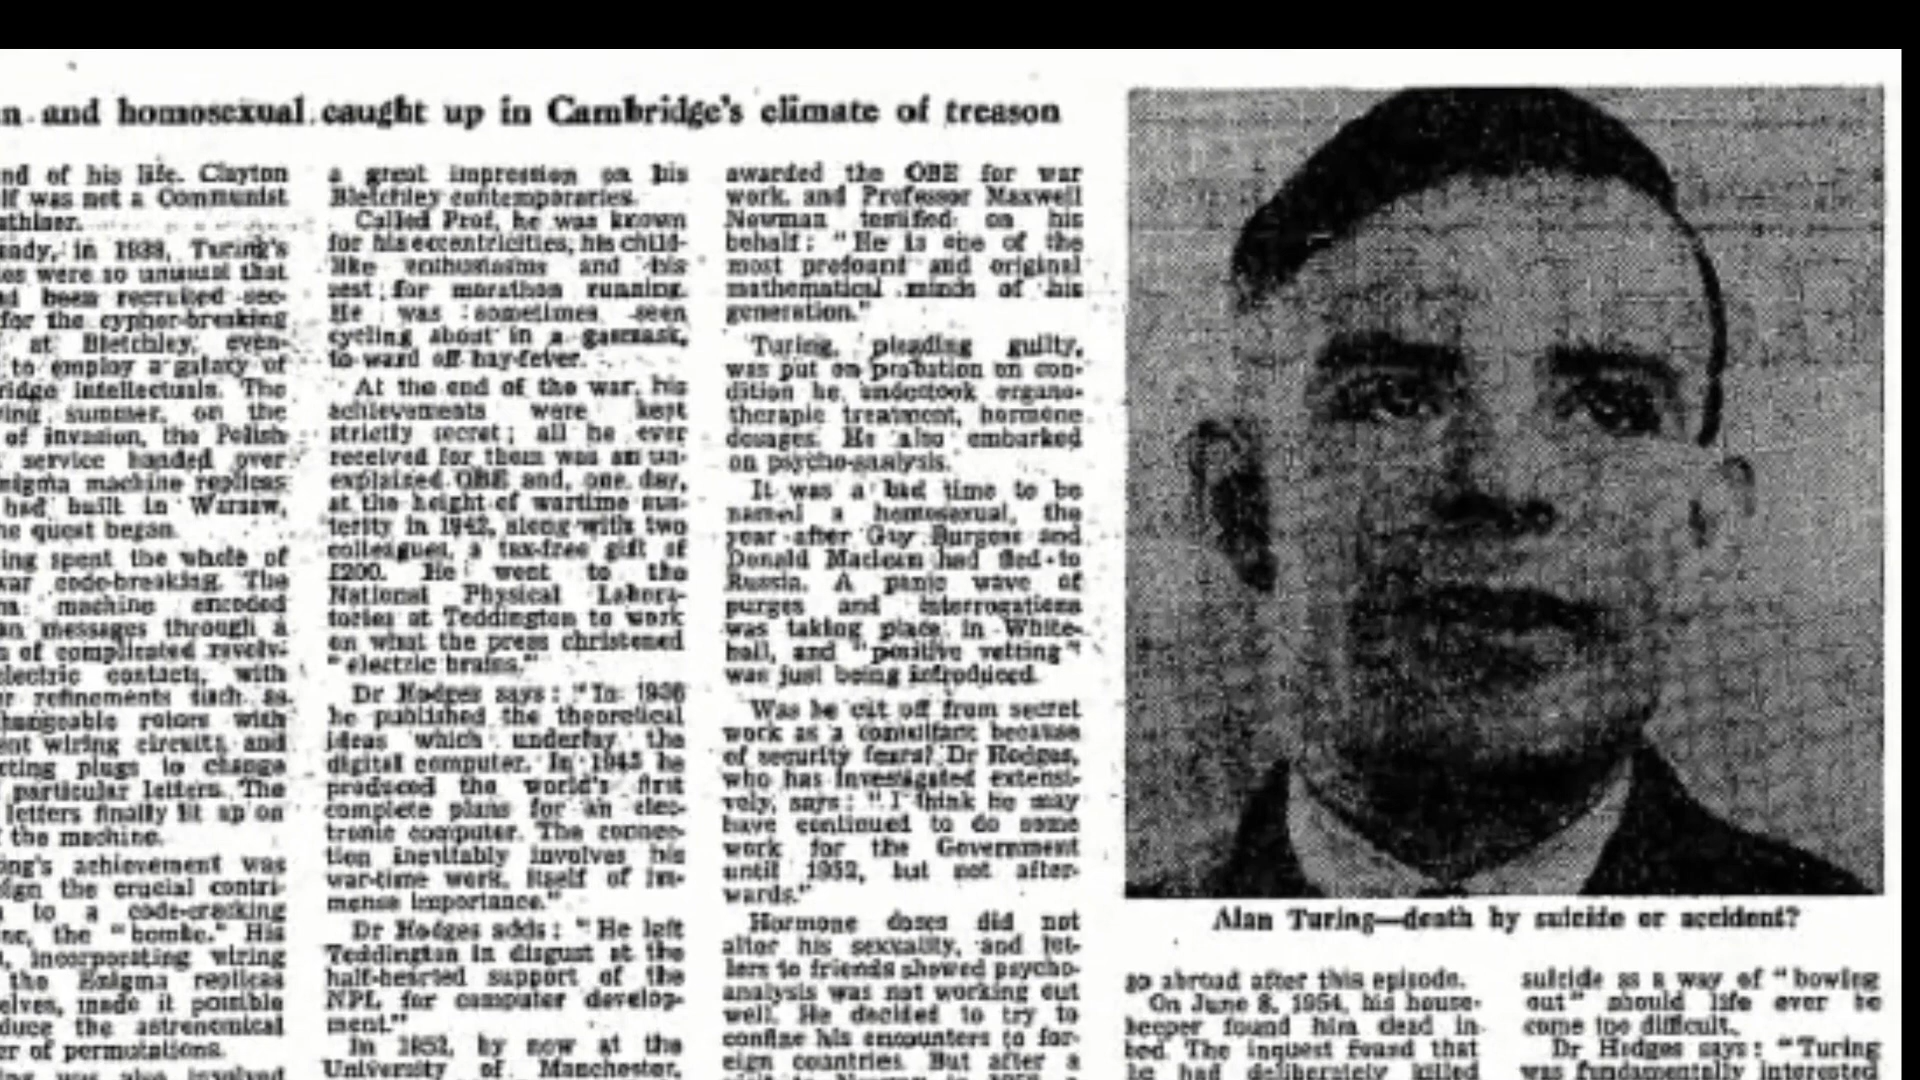 n and homosexual caught up in Cambridge's climate of treason
nd of his life. Clayton
lf was not a Communist
athiser.
eady, in 1938, Turing's
es were so unusual that
ad been recruited sec-
for the cypher-breaking
at Bletchley, even-
to employ a galaxy of
ridge intellectuals. The
ving summer, on the
of invasion, the Polish
service handed over
nigma machine replicas
had built in Warsaw,
he quest began.
ing spent the whole of
war code-breaking. The
ma machine encoded
an messages through a
s of complicated revolv-
electric contacts, with
r refinements such as
hangeable rotors with
ent wiring circuits and
cting plugs to change
particular letters. The
letters finally lit up on
f the machine.
ing's achievement was
sign the crucial contri-
n to a code-cracking
ne, the "bombe." His
, incorporating wiring
the Enigma replicas
elves, made it possible
duce the astronomical
er of permutations.
ing was also involved
a great impression on his
Bletchley contemporaries.
Called Prof, he was known
for his eccentricities, his child-
like enthusiasms and his
zest for marathon running.
He was sometimes seen
cycling about in a gasmask,
to ward off hay-fever.
At the end of the war, his
achievements were kept
strictly secret; all he ever
received for them was an un-
explained OBE and, one day,
at the height of wartime aus-
terity in 1942, along with two
colleagues, a tax-free gift of
£200. He went to the
National Physical Labora-
tories at Teddington to work
on what the press christened
"electric brains."
Dr Hodges says: "In 1936
he published the theoretical
ideas which underlay the
digital computer. In 1945 he
produced the world's first
complete plans for an elec-
tronic computer. The connec-
tion inevitably involves his
war-time work, itself of im-
mense importance."
Dr Hodges adds: "He left
Teddington in disgust at the
half-hearted support of the
NPL for computer develop-
ment."
In 1952, by now at the
University of Manchester,
awarded the OBE for war
work, and Professor Maxwell
Newman testified on his
behalf: "He is one of the
most profound and original
mathematical minds of his
generation."
Turing, pleading guilty,
was put on probation on con-
dition he undertook organo-
therapic treatment, hormone
dosages. He also embarked
on psycho-analysis.
It was a bad time to be
named a homosexual, the
year after Guy Burgess and
Donald Maclean had fled to
Russia. A panic wave of
purges and interrogations
was taking place in White-
hall, and "positive vetting"
was just being introduced.
Was he cut off from secret
work as a consultant because
of security fears? Dr Hodges,
who has investigated extensi-
vely, says: "I think he may
have continued to do some
work for the Government
until 1952, but not after-
wards."
Hormone doses did not
alter his sexuality, and let-
ters to friends showed psycho-
analysis was not working out
well. He decided to try to
confine his encounters to for-
eign countries. But after a
Alan Turing—death by suicide or accident?
go abroad after this episode.
On June 8, 1954, his house-
keeper found him dead in
bed. The inquest found that
he had deliberately killed
suicide as a way of "bowing
out" should life ever be
come too difficult.
Dr Hodges says: "Turing
was fundamentally interested